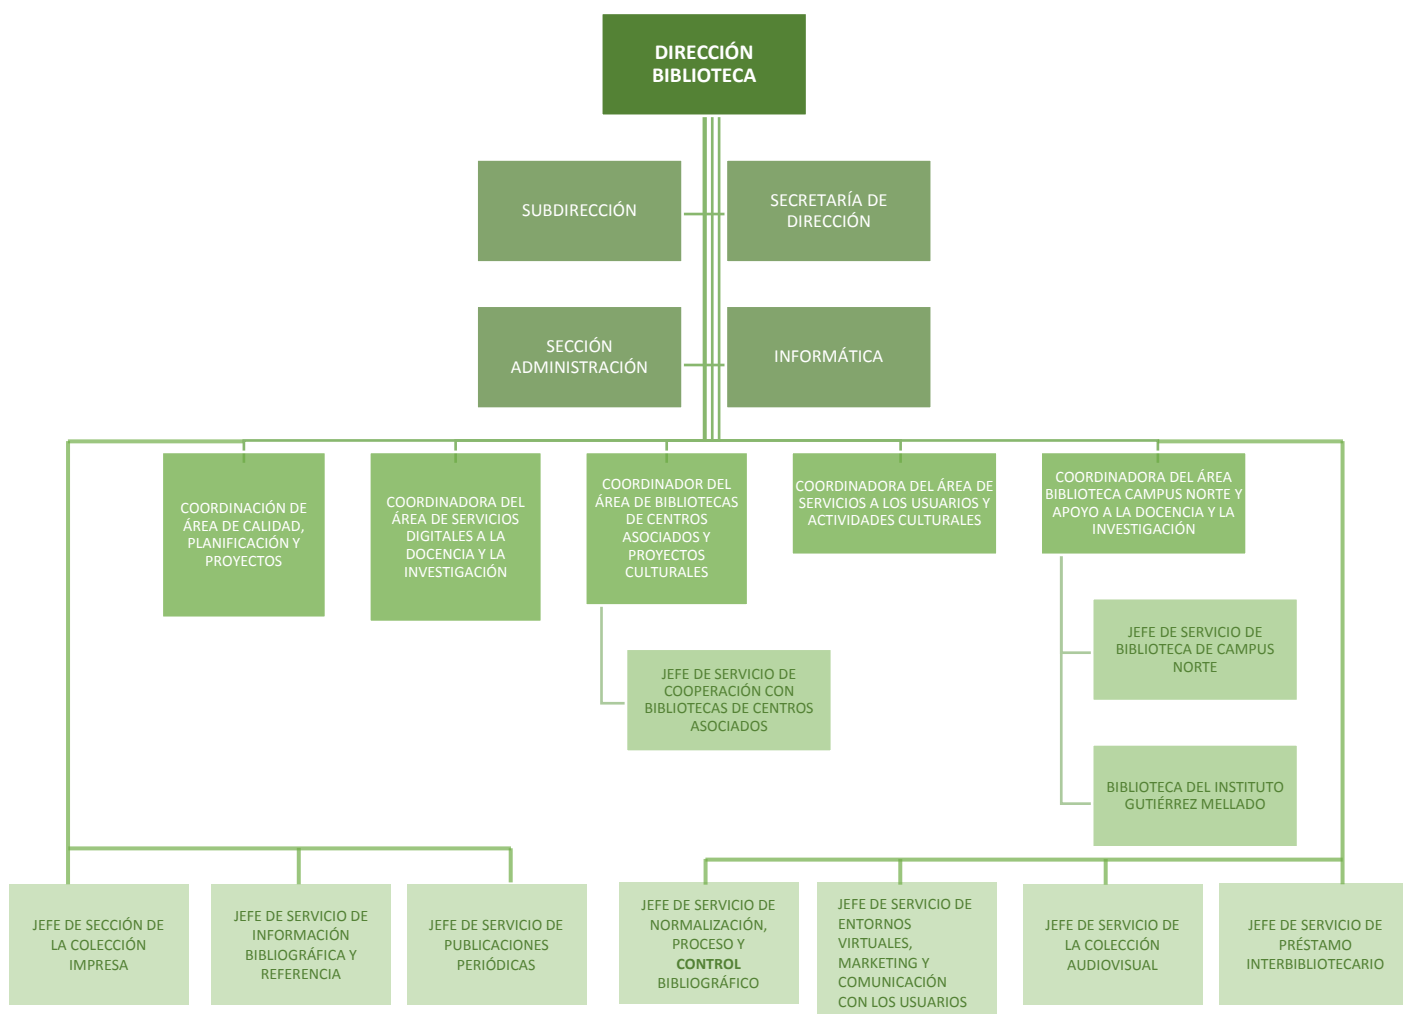 DIRECCIÓN
BIBLIOTECA
SUBDIRECCIÓN
SECRETARÍA DE
DIRECCIÓN
SECCIÓN
ADMINISTRACIÓN
INFORMÁTICA
COORDINACIÓN DE
ÁREA DE CALIDAD,
PLANIFICACIÓN Y
PROYECTOS
COORDINADORA DEL
ÁREA DE SERVICIOS
DIGITALES A LA
DOCENCIA Y LA
INVESTIGACIÓN
COORDINADOR DEL
ÁREA DE BIBLIOTECAS
DE CENTROS
ASOCIADOS Y
PROYECTOS
CULTURALES
COORDINADORA DEL ÁREA DE
SERVICIOS A LOS USUARIOS Y
ACTIVIDADES CULTURALES
COORDINADORA DEL ÁREA
BIBLIOTECA CAMPUS NORTE Y
APOYO A LA DOCENCIA Y LA
INVESTIGACIÓN
JEFE DE SERVICIO DE
COOPERACIÓN CON
BIBLIOTECAS DE CENTROS
ASOCIADOS
JEFE DE SERVICIO DE
BIBLIOTECA DE CAMPUS
NORTE
BIBLIOTECA DEL INSTITUTO
GUTIÉRREZ MELLADO
JEFE DE SECCIÓN DE
LA COLECCIÓN
IMPRESA
JEFE DE SERVICIO DE
INFORMACIÓN
BIBLIOGRÁFICA Y
REFERENCIA
JEFE DE SERVICIO DE
PUBLICACIONES
PERIÓDICAS
JEFE DE SERVICIO DE
NORMALIZACIÓN,
PROCESO Y
CONTROL
BIBLIOGRÁFICO
JEFE DE SERVICIO DE
ENTORNOS
VIRTUALES,
MARKETING Y
COMUNICACIÓN
CON LOS USUARIOS
JEFE DE SERVICIO DE
LA COLECCIÓN
AUDIOVISUAL
JEFE DE SERVICIO DE
PRÉSTAMO
INTERBIBLIOTECARIO